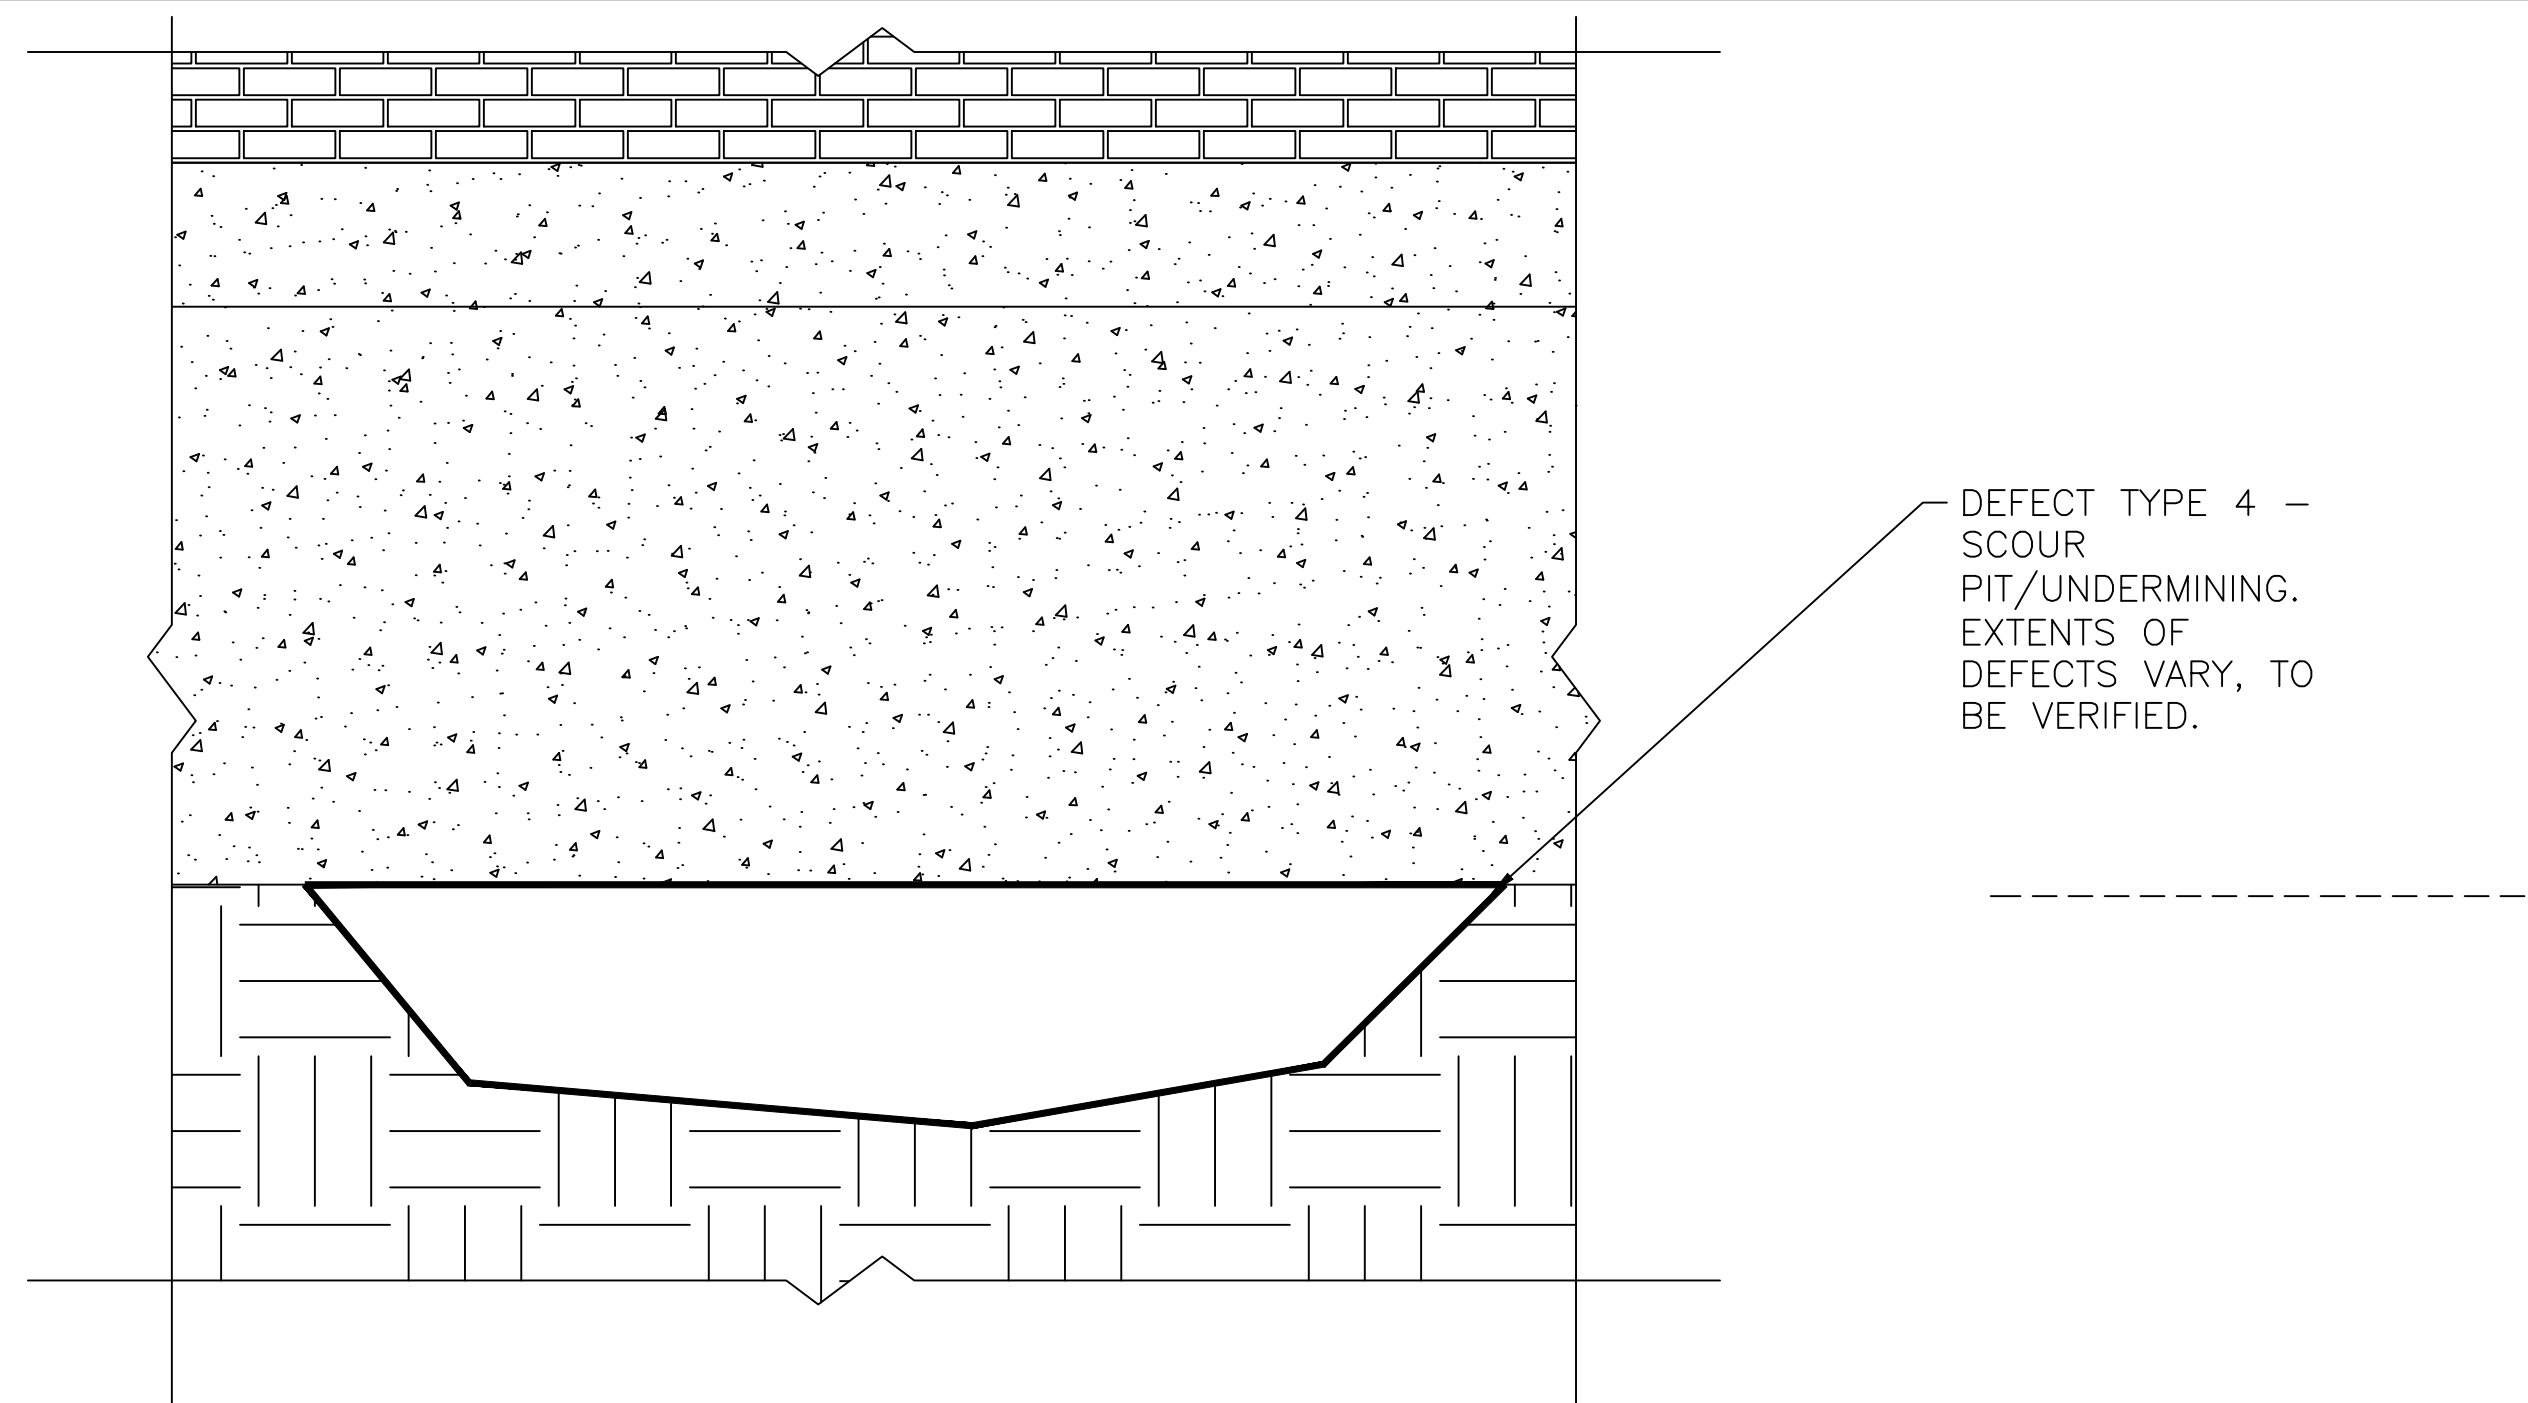 DEFECT TYPE 4 –
SCOUR
PIT/UNDERMINING.
EXTENTS OF
DEFECTS VARY, TO
BE VERIFIED.